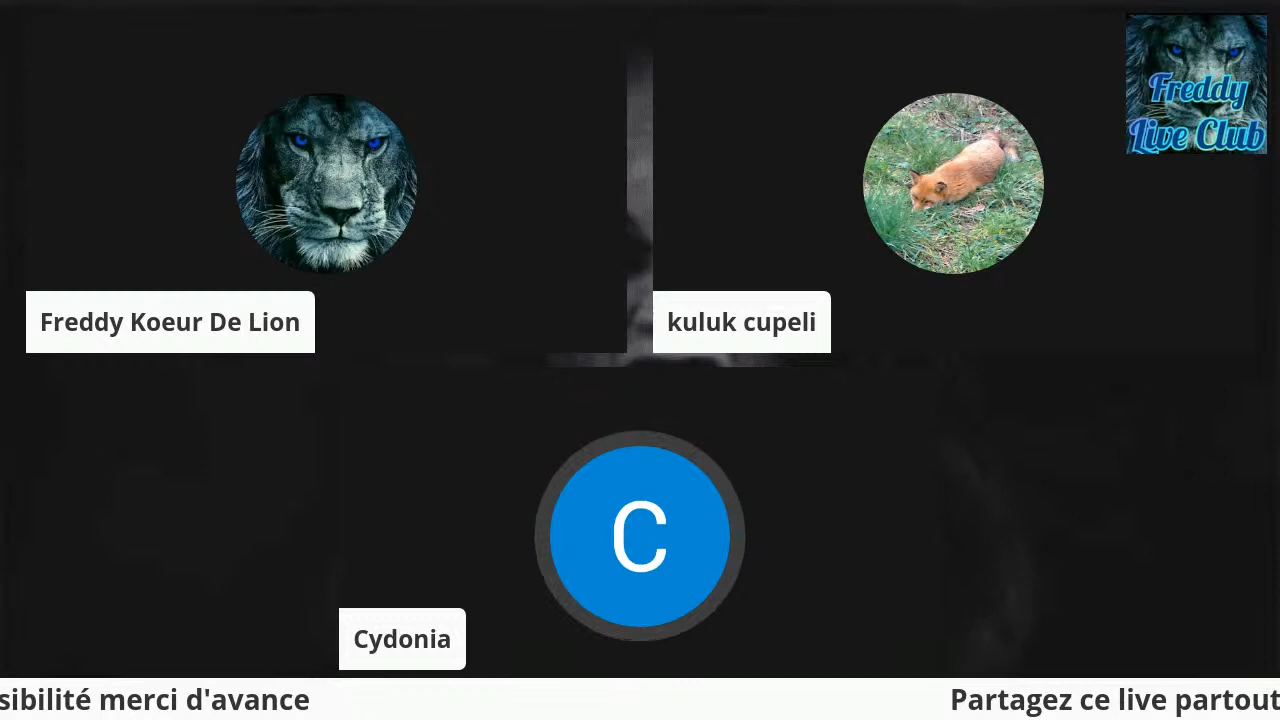 Freddy
Live Club
Freddy Koeur De Lion
kuluk cupeli
C
Cydonia
sibilité merci d'avance
Partagez ce live partout